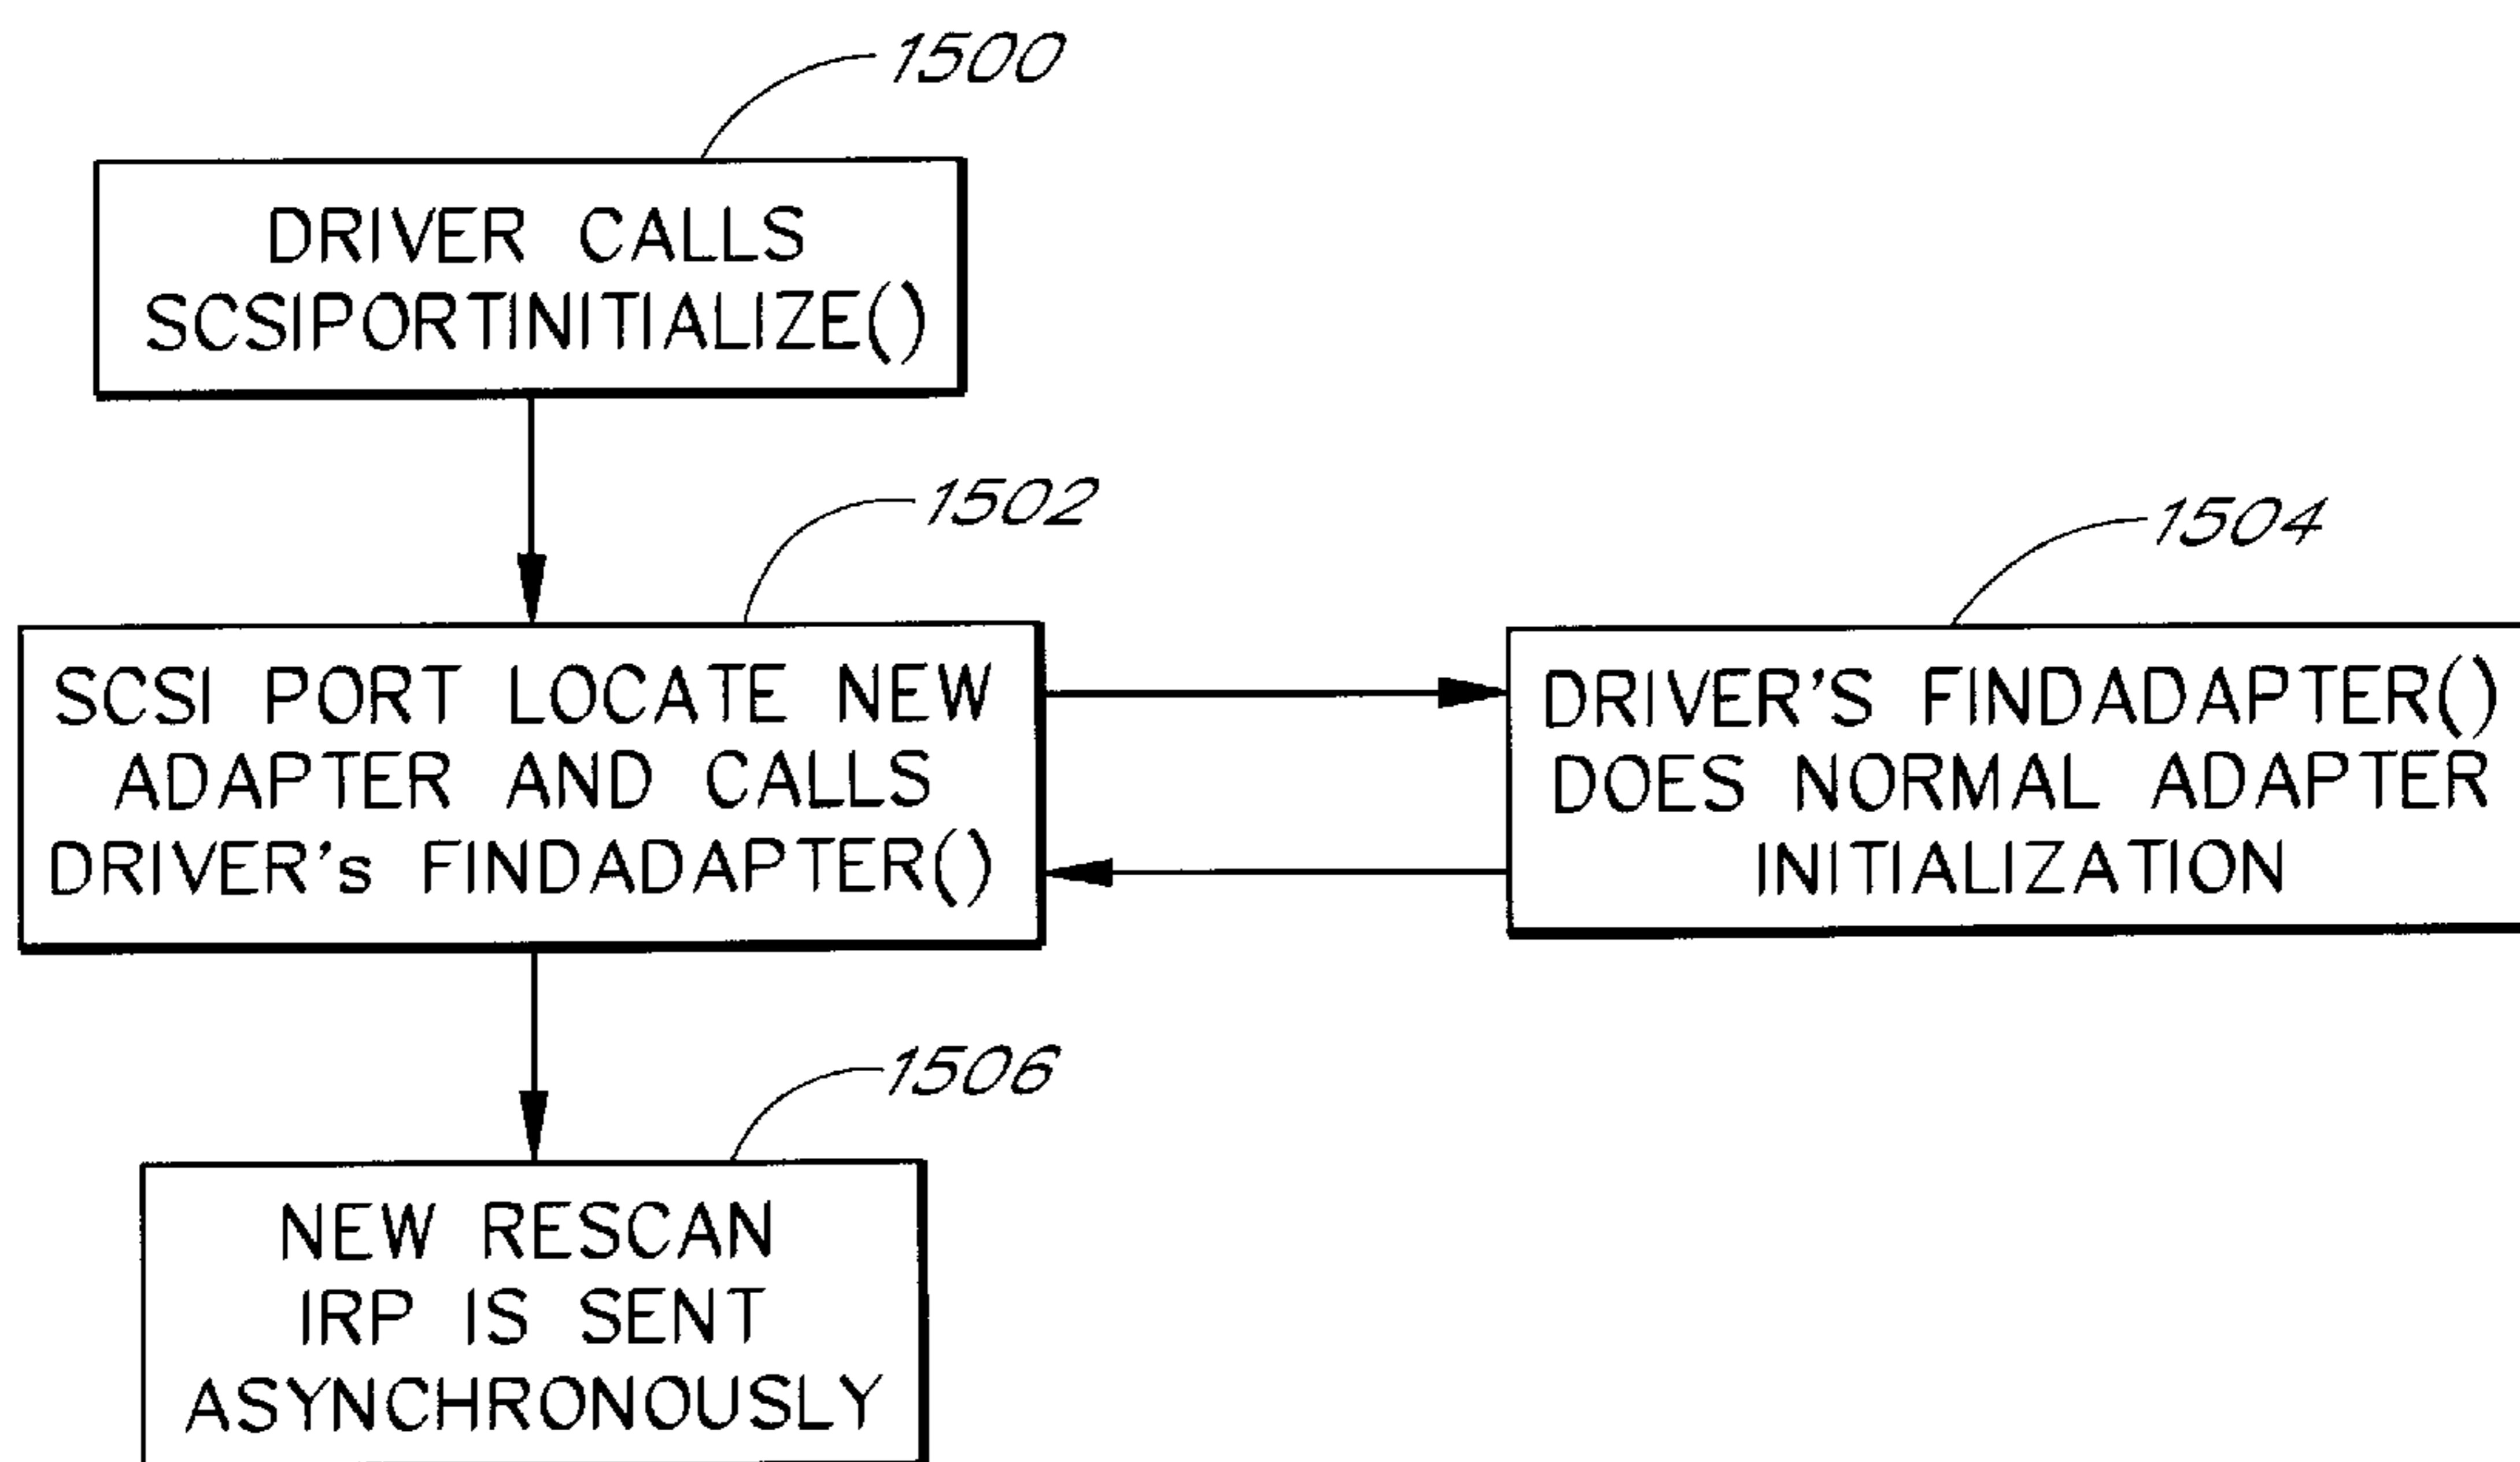 1500
DRIVER CALLS
SCSIPORTINITIALIZE()
1502
SCSI PORT LOCATE NEW
ADAPTER AND CALLS
DRIVER's FINDADAPTER()
1504
DRIVER'S FINDADAPTER()
DOES NORMAL ADAPTER
INITIALIZATION
1506
NEW RESCAN
IRP IS SENT
ASYNCHRONOUSLY